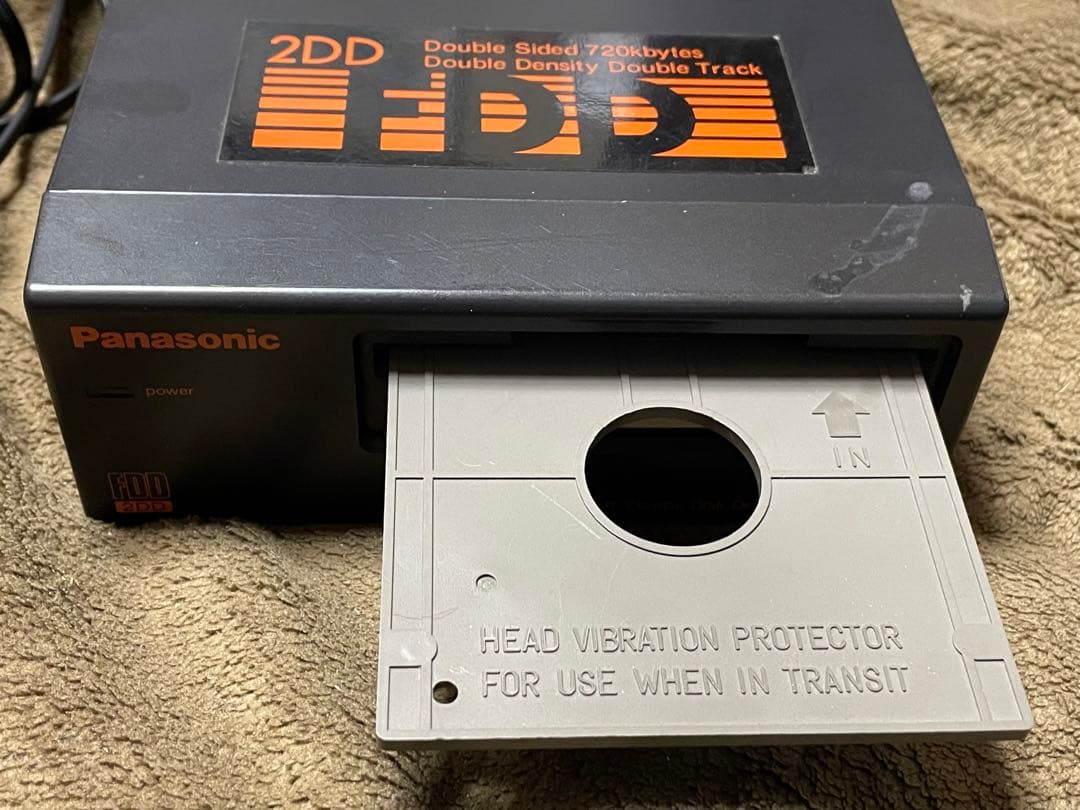 2DD
Double Sided 720kbytes
Double Density Double Track
FDD
Panasonic
power
FDD
2DD
IN
HEAD VIBRATION PROTECTOR
FOR USE WHEN IN TRANSIT